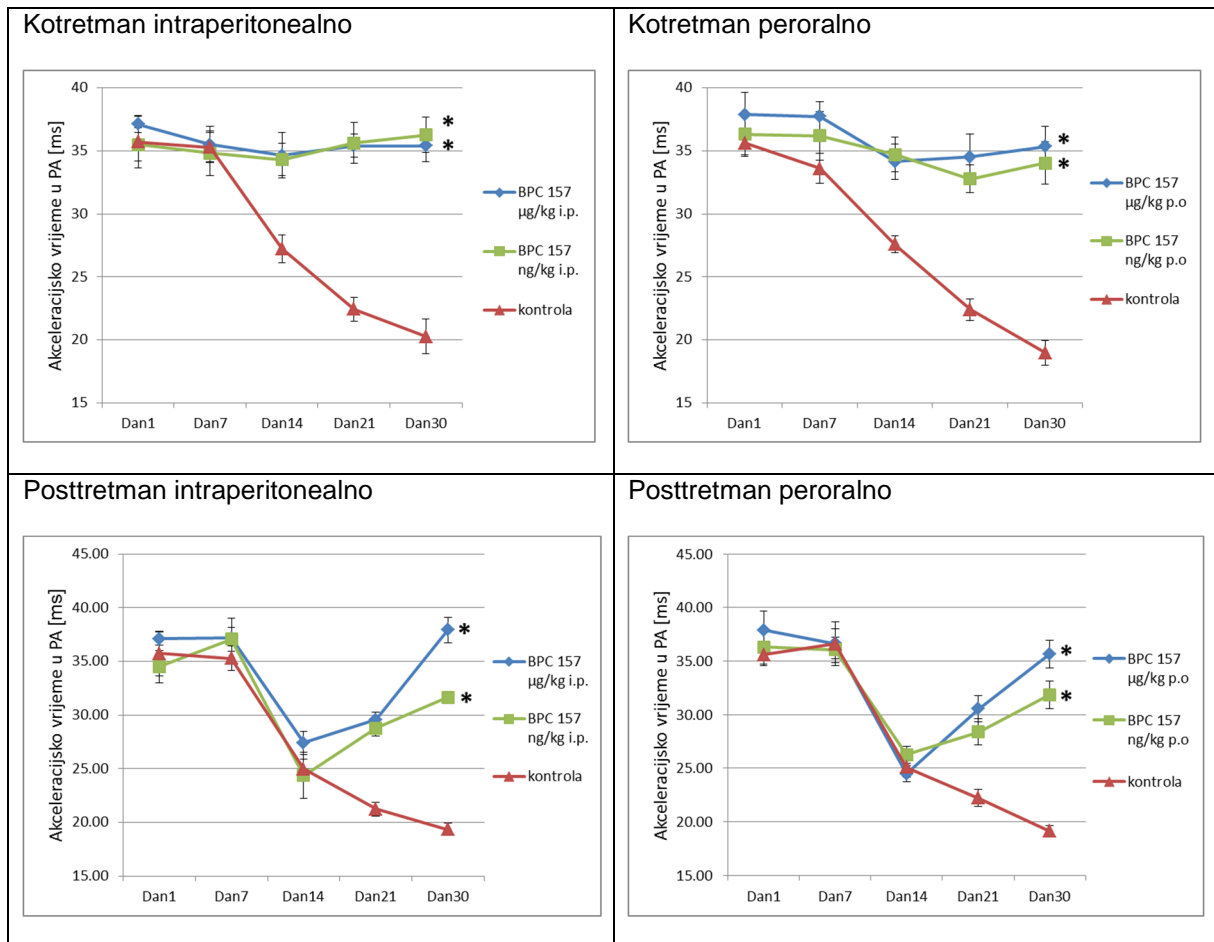 Kotretman intraperitonealno
Akceleracijsko vrijeme u PA [ms]
40
35
30
25
20
15
Dan1 Dan7 Dan14 Dan21 Dan30
*
*
BPC 157
µg/kg i.p.
BPC 157
ng/kg i.p.
kontrola
Kotretman peroralno
Akceleracijsko vrijeme u PA [ms]
40
35
30
25
20
15
Dan1 Dan7 Dan14 Dan21 Dan30
*
*
BPC 157
µg/kg p.o
BPC 157
ng/kg p.o
kontrola
Posttretman intraperitonealno
Akceleracijsko vrijeme u PA [ms]
45.00
40.00
35.00
30.00
25.00
20.00
15.00
Dan1 Dan7 Dan14 Dan21 Dan30
*
*
BPC 157
µg/kg i.p.
BPC 157
ng/kg i.p.
kontrola
Posttretman peroralno
Akceleracijsko vrijeme u PA [ms]
45.00
40.00
35.00
30.00
25.00
20.00
15.00
Dan1 Dan7 Dan14 Dan21 Dan30
*
*
BPC 157
µg/kg p.o
BPC 157
ng/kg p.o
kontrola